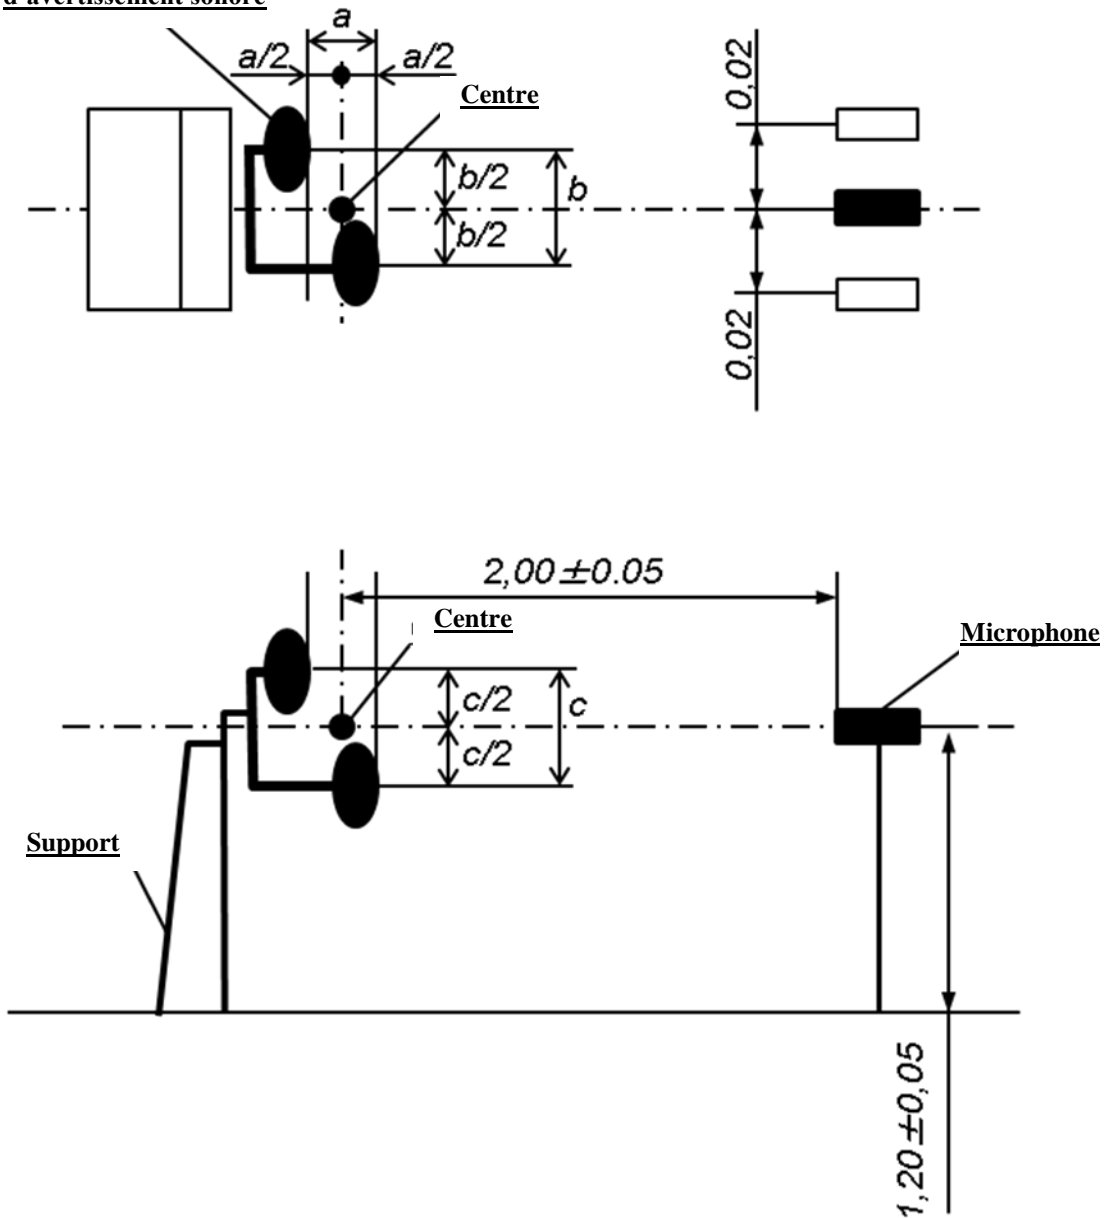 d'avertissement sonore
a
a/2
a/2
Centre
0,02
b/2
b
b/2
0,02
2,00±0.05
Centre
Microphone
c/2
c
c/2
Support
1,20±0,05